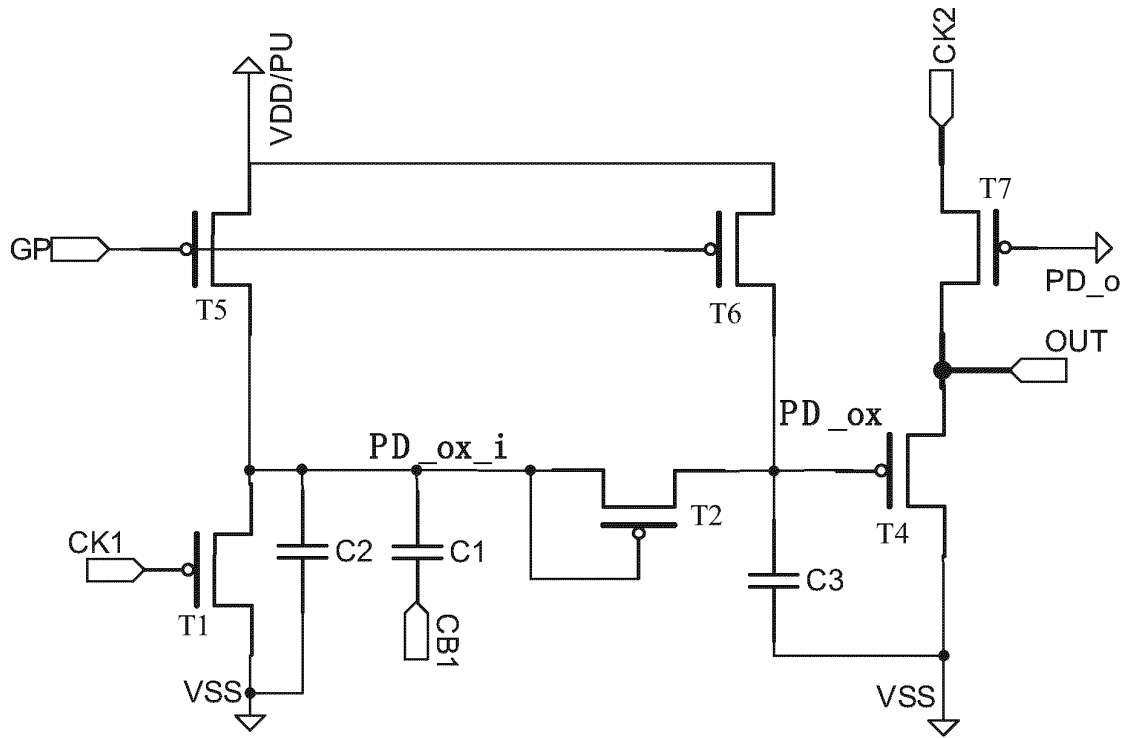 VDD/PU
CK2
T7
GP
T5
T6
PD_o
OUT
PD_ox
PD_ox_i
T2
T4
CK1
C2
C1
C3
T1
CB1
VSS
VSS